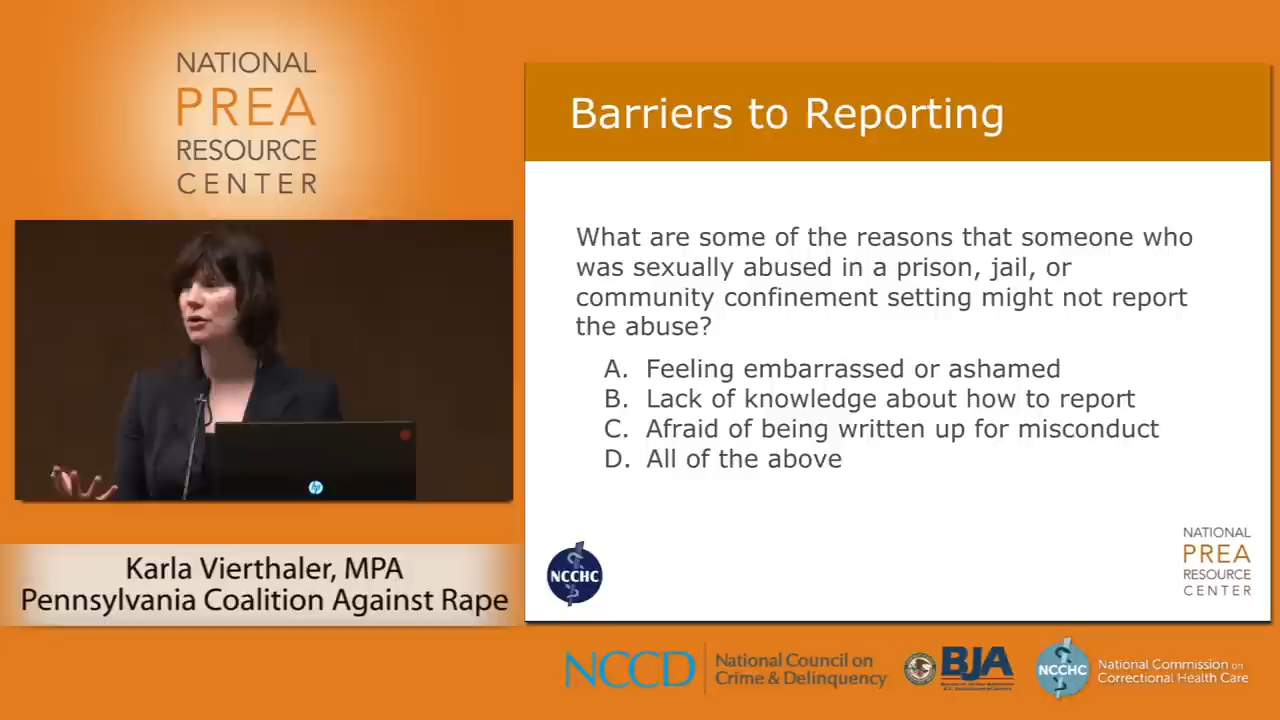 NATIONAL
PREA
RESOURCE
CENTER
Barriers to Reporting
What are some of the reasons that someone who
was sexually abused in a prison, jail, or
community confinement setting might not report
the abuse?
A. Feeling embarrassed or ashamed
B. Lack of knowledge about how to report
C. Afraid of being written up for misconduct
D. All of the above
hp
Karla Vierthaler, MPA
Pennsylvania Coalition Against Rape
NCCHC
NATIONAL
PREA
RESOURCE
CENTER
NCCD
National Council on
Crime & Delinquency
BJA
NCCHC
National Commission on
Correctional Health Care